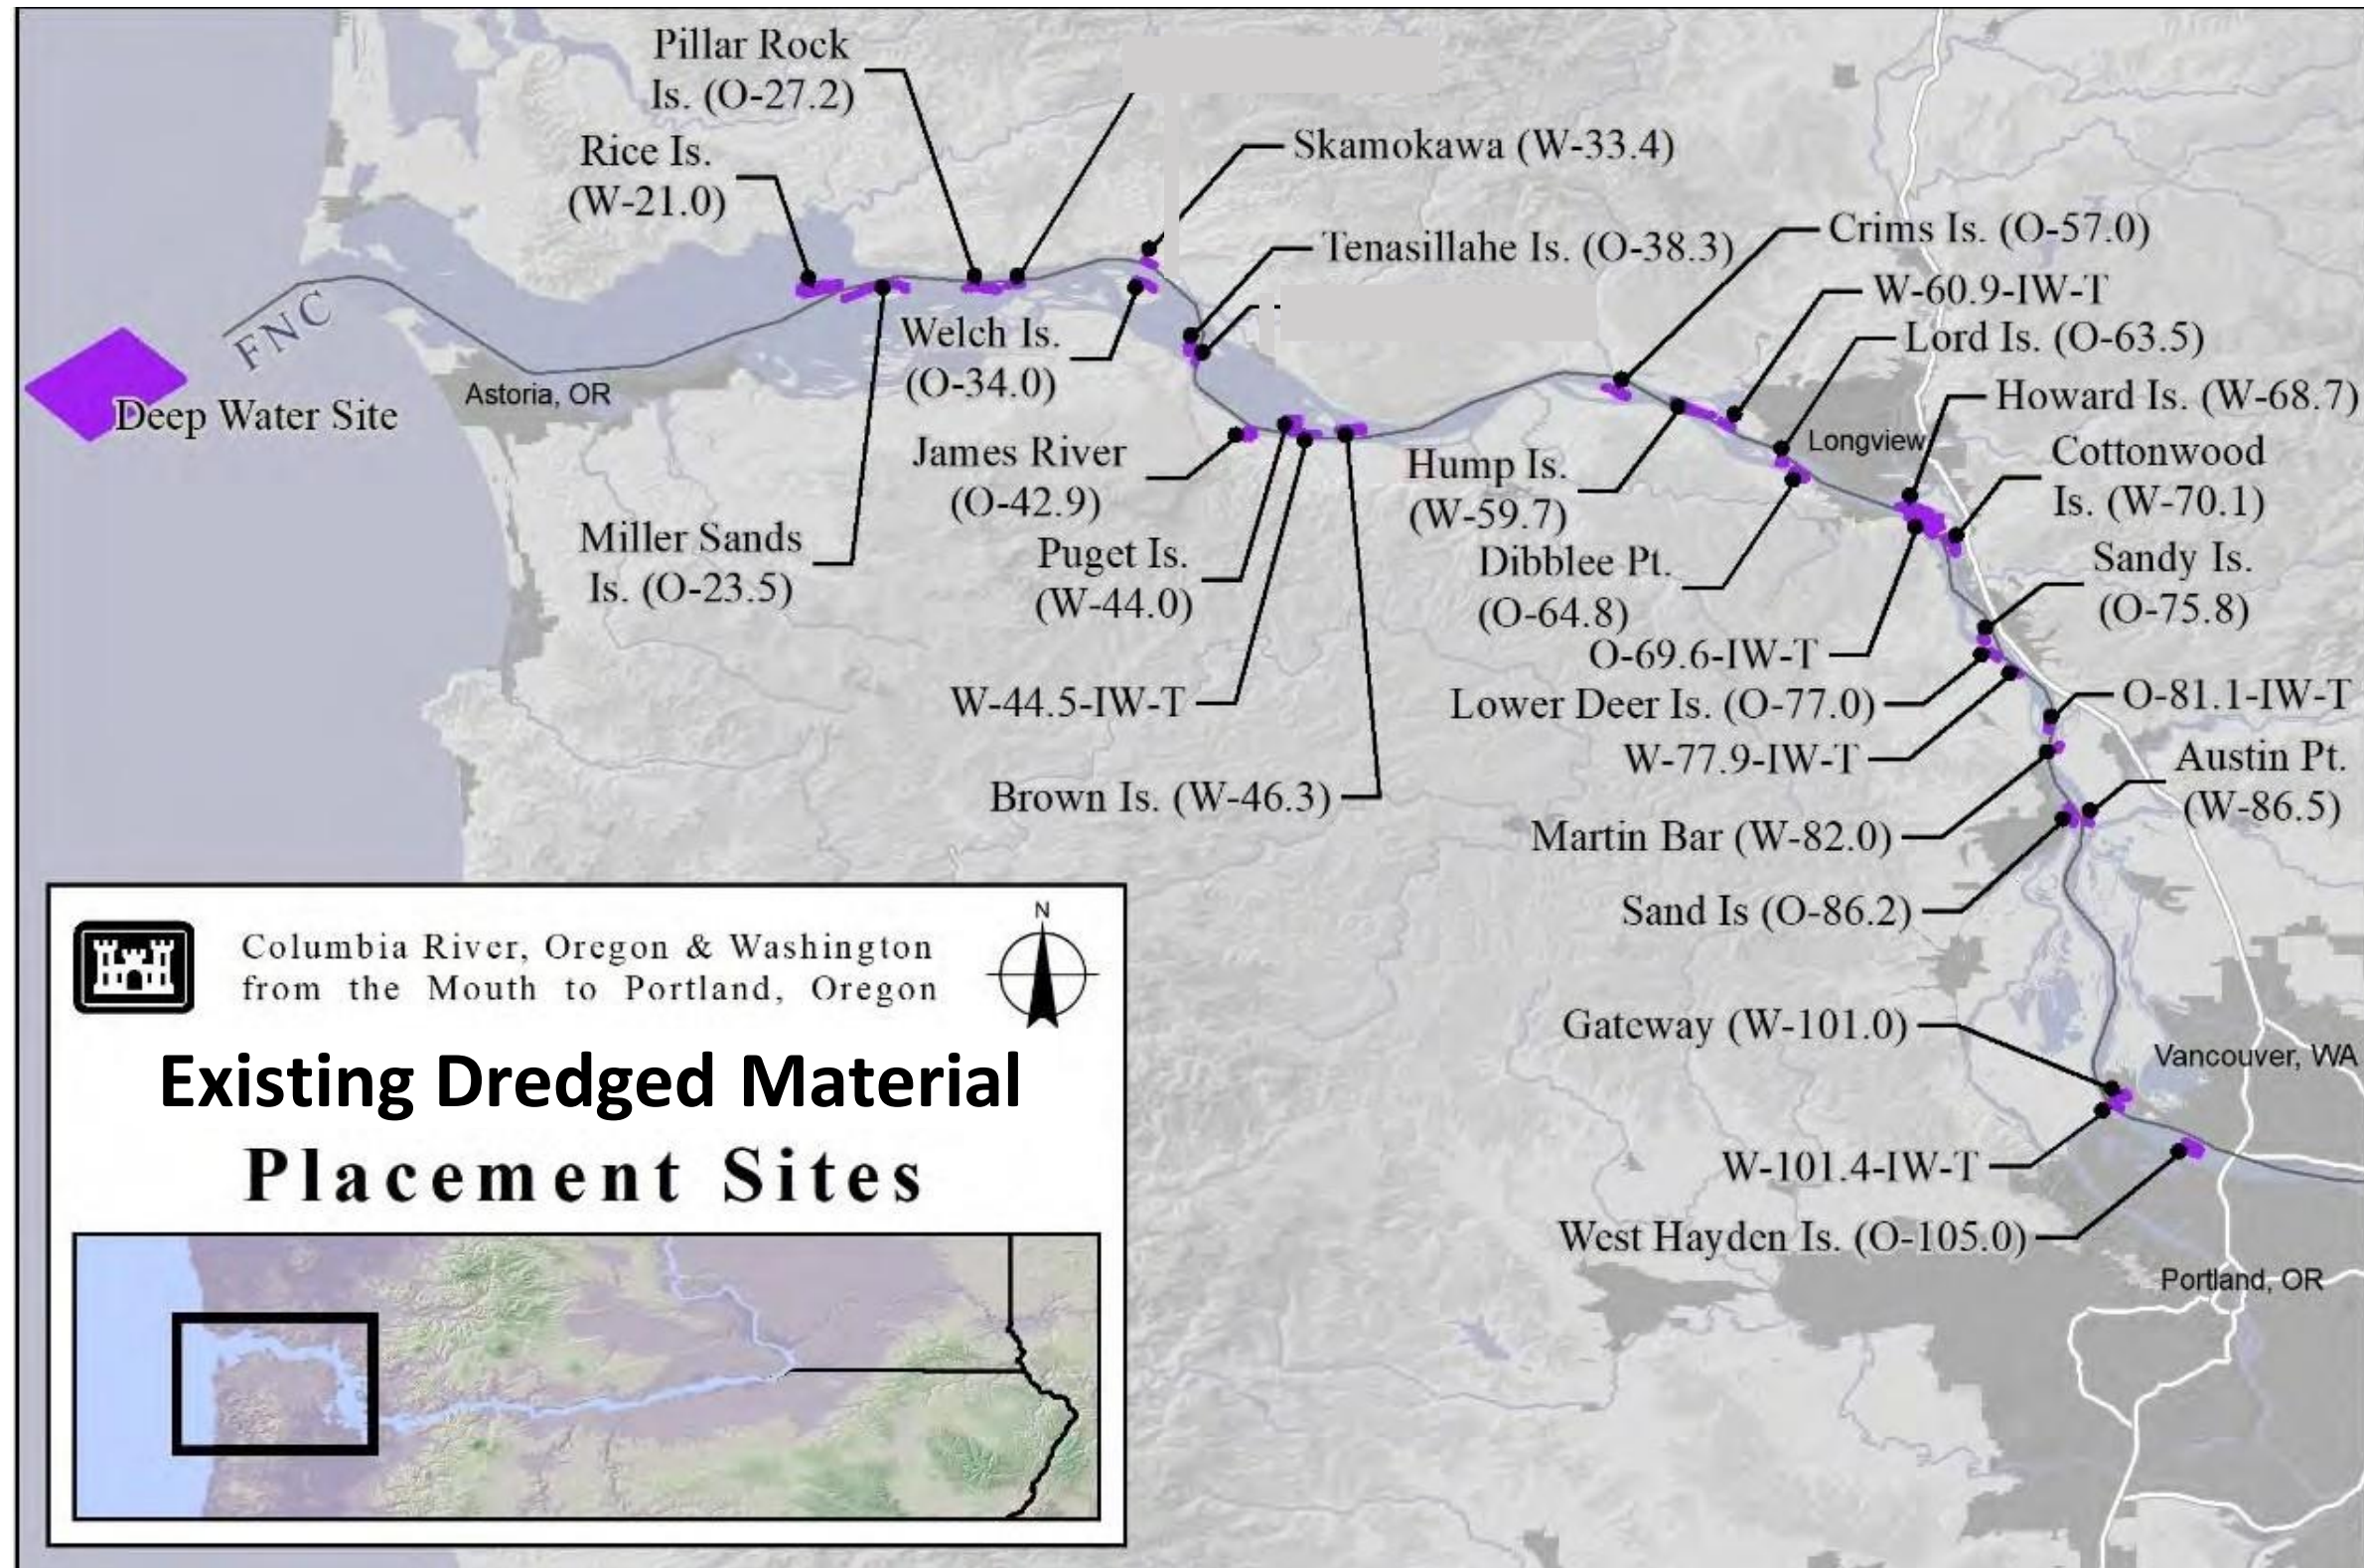 Pillar Rock
Is. (O-27.2)
Rice Is.
(W-21.0)
Skamokawa (W-33.4)
Tenasillahe Is. (O-38.3)
Crims Is. (O-57.0)
W-60.9-IW-T
Lord Is. (O-63.5)
Howard Is. (W-68.7)
Cottonwood
Is. (W-70.1)
Sandy Is.
(O-75.8)
FNC
Deep Water Site
Astoria, OR
Welch Is.
(O-34.0)
James River
(O-42.9)
Longview
Hump Is.
(W-59.7)
Miller Sands
Is. (O-23.5)
Puget Is.
(W-44.0)
Dibblee Pt.
(O-64.8)
O-69.6-IW-T
W-44.5-IW-T
Lower Deer Is. (O-77.0)
O-81.1-IW-T
W-77.9-IW-T
Austin Pt.
(W-86.5)
Brown Is. (W-46.3)
Martin Bar (W-82.0)
Sand Is (O-86.2)
Gateway (W-101.0)
Vancouver, WA
W-101.4-IW-T
West Hayden Is. (O-105.0)
Portland, OR
N
Columbia River, Oregon & Washington
from the Mouth to Portland, Oregon
Existing Dredged Material
Placement Sites